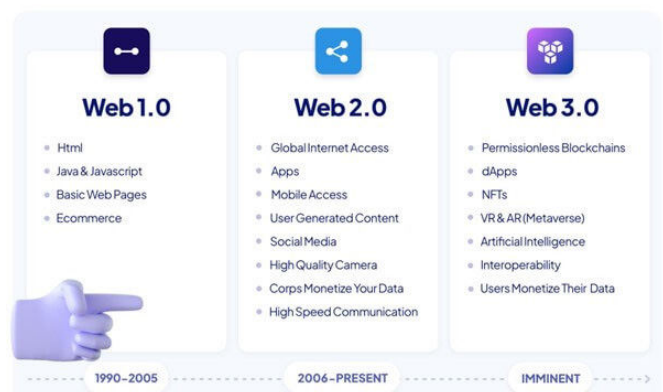 Web 1.0
Html
Java & Javascript
Basic Web Pages
Ecommerce
1990–2005
Web 2.0
Global Internet Access
Apps
Mobile Access
User Generated Content
Social Media
High Quality Camera
Corps Monetize Your Data
High Speed Communication
2006–PRESENT
Web 3.0
Permissionless Blockchains
dApps
NFTs
VR & AR (Metaverse)
Artificial Intelligence
Interoperability
Users Monetize Their Data
IMMINENT